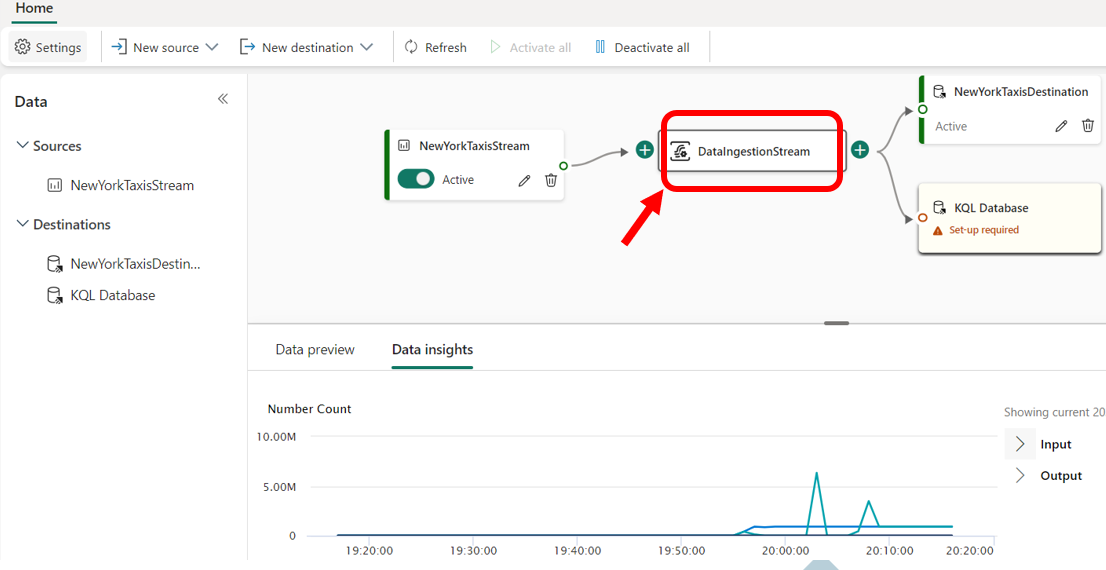 Home
Settings
New source
New destination
Refresh
Activate all
Deactivate all
Data
Sources
NewYorkTaxisStream
Destinations
NewYorkTaxisDestin...
KQL Database
NewYorkTaxisStream
Active
DataIngestionStream
NewYorkTaxisDestination
Active
KQL Database
Set-up required
Data preview
Data insights
Number Count
Showing current 20
10.00M
5.00M
0
19:20:00
19:30:00
19:40:00
19:50:00
20:00:00
20:10:00
20:20:00
Input
Output